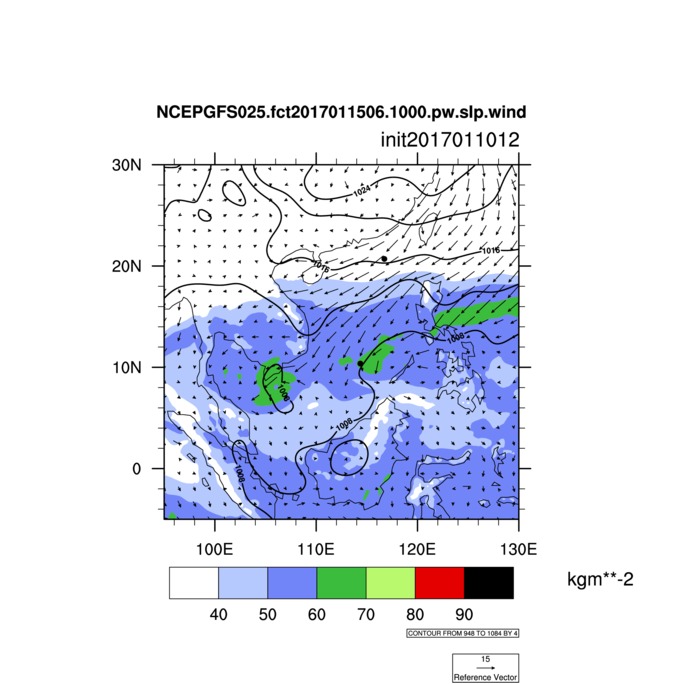 NCEPGFS025.fct2017011506.1000.pw.slp.wind
init2017011012
30N
1024
1016
1016
20N
1008
10N
1008
1008
1008
0
100E 110E 120E 130E
kgm**-2
40 50 60 70 80 90
CONTOUR FROM 948 TO 1084 BY 4
15
Reference Vector